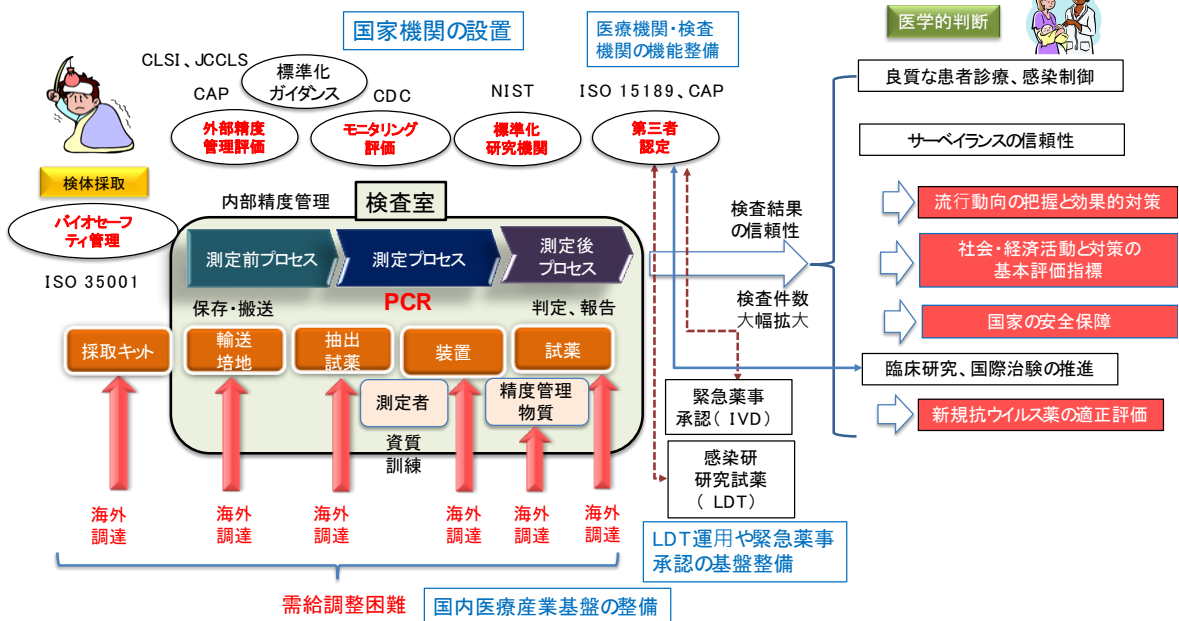 国家機関の設置
医療機関・検査
機関の機能整備
医学的判断
CLSI、JCCLS
標準化
ガイダンス
CAP
CDC
NIST
ISO 15189、CAP
外部精度
管理評価
モニタリング
評価
標準化
研究機関
第三者
認定
良質な患者診療、感染制御
サーベイランスの信頼性
検体採取
バイオセーフ
ティ管理
ISO 35001
内部精度管理
検査室
測定前プロセス
測定プロセス
測定後
プロセス
検査結果
の信頼性
検査件数
大幅拡大
流行動向の把握と効果的対策
社会・経済活動と対策の
基本評価指標
国家の安全保障
臨床研究、国際治験の推進
新規抗ウイルス薬の適正評価
保存・搬送
PCR
判定、報告
採取キット
輸送
培地
抽出
試薬
装置
試薬
測定者
精度管理
物質
資質
訓練
緊急薬事
承認(IVD)
感染研
研究試薬
(LDT)
海外
調達
海外
調達
海外
調達
海外
調達
海外
調達
海外
調達
LDT運用や緊急薬事
承認の基盤整備
需給調整困難
国内医療産業基盤の整備